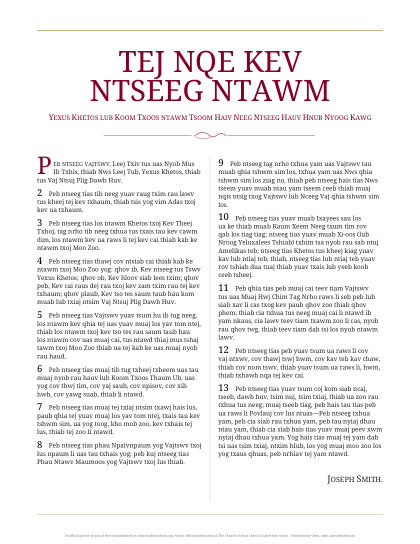 TEJ NQE KEV
NTSEEG NTAWM
Yexus Khetos lub Koom Txoos ntawm Tsoom Haiv Neeg Ntseeg Hauv Hnub Nyoog Kawg
Peb ntseeg Vajtswv, Leej Txiv tus uas Nyob Mus
Ib Txhis, thiab Nws Leej Tub, Yexus Khetos, thiab
tus Vaj Ntsuj Plig Dawb Huv.
2 Peb ntseeg tias tib neeg yuav raug txim rau lawv
tus kheej tej kev txhaum, thiab tsis yog vim Adas tej
kev ua txhaum.
3 Peb ntseeg tias los ntawm Khetos txoj Kev Theej
Txhoj, tag nrho tib neeg txhua tus txais tau kev cawm
dim, los ntawm kev ua raws li tej kev cai thiab kab ke
ntawm txoj Moo Zoo.
4 Peb ntseeg tias thawj cov ntsiab cai thiab kab ke
ntawm txoj Moo Zoo yog: qhov ib, Kev ntseeg tus Tswv
Yexus Khetos; qhov ob, Kev hloov siab lees txim; qhov
peb, Kev cai raus dej rau txoj kev zam txim rau tej kev
txhaum; qhov plaub, Kev tso tes saum taub hau kom
muab lub txiaj ntsim Vaj Ntsuj Plig Dawb Huv.
5 Peb ntseeg tias Vajtswv yuav tsum hu ib tug neeg,
los ntawm kev qhia tej uas yuav muaj los yav tom ntej,
thiab los ntawm txoj kev tso tes rau saum taub hau
los ntawm cov uas muaj cai, tus ntawd thiaj mus tshaj
tawm txoj Moo Zoo thiab ua tej kab ke uas muaj nyob
rau haud.
6 Peb ntseeg tias muaj tib tug txheej txheem uas tau
muaj nyob rau hauv lub Koom Txoos Thaum Ub, uas
yog cov thwj tim, cov yaj saub, cov npisov, cov xib
hwb, cov yawg suab, thiab li ntawd.
7 Peb ntseeg tias muaj tej txiaj ntsim txawj hais lus,
paub qhia tej yuav muaj los yav tom ntej, txais tau kev
tshwm sim, ua yog toog, kho mob zoo, kev txhais tej
lus, thiab tej zoo li ntawd.
8 Peb ntseeg tias phau Npaivnpaum yog Vajtswv txoj
lus npaum li uas tau txhais yog; peb kuj ntseeg tias
Phau Ntawv Maumoos yog Vajtswv txoj lus thiab.
9 Peb ntseeg tag nrho txhua yam uas Vajtswv tau
muab qhia tshwm sim los, txhua yam uas Nws qhia
tshwm sim los ziag no, thiab peb ntseeg hais tias Nws
tseem yuav muab ntau yam tseem ceeb thiab muaj
nqis ntsig txog Vajtswv lub Nceeg Vaj qhia tshwm sim
los.
10 Peb ntseeg tias yuav muab Ixayees sau los
ua ke thiab muab Kaum Xeem Neeg txum tim rov
qab los tiag tiag; ntseeg tias yuav muab Xi-oos (lub
Nroog Yeluxalees Tshiab) txhim tsa nyob rau sab ntuj
Amelikas teb; ntseeg tias Khetos tus kheej kiag yuav
kav lub ntiaj teb; thiab, ntseeg tias lub ntiaj teb yuav
rov tshiab dua tuaj thiab yuav txais lub yeeb koob
ceeb tsheej.
11 Peb qhia tias peb muaj cai teev tiam Vajtswv
tus uas Muaj Hwj Chim Tag Nrho raws li seb peb lub
siab xav li cas txog kev paub qhov zoo thiab qhov
phem, thiab cia txhua tus neeg muaj cai li ntawd ib
yam nkaus, cia lawv teev tiam txawm zoo li cas, nyob
rau qhov twg, thiab teev tiam dab tsi los nyob ntawm
lawv.
12 Peb ntseeg tias peb yuav tsum ua raws li cov
vaj ntxwv, cov thawj tswj hwm, cov kav teb kav chaw,
thiab cov nom tswv, thiab yuav tsum ua raws li, hwm,
thiab txhawb nqa tej kev cai.
13 Peb ntseeg tias peb yuav tsum coj kom siab ncaj,
tseeb, dawb huv, tsim nuj, tsim txiaj, thiab ua zoo rau
txhua tus neeg; muaj tseeb tiag, peb hais tau tias peb
ua raws li Povlauj cov lus ntuas—Peb ntseeg txhua
yam, peb cia siab rau txhua yam, peb tau nyiaj dhau
ntau yam, thiab cia siab hais tias yuav muaj peev xwm
nyiaj dhau txhua yam. Yog hais tias muaj tej yam dab
tsi uas tsim txiaj, ntxim hlub, los yog muaj moo zoo los
yog txaus qhuas, peb nrhiav tej yam ntawd.
Joseph Smith.